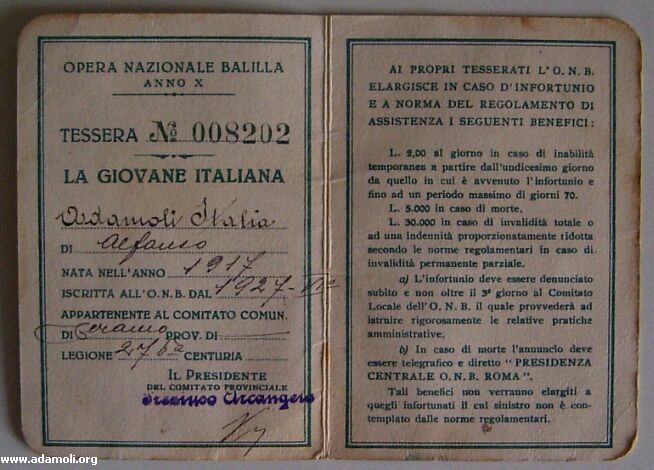 OPERA NAZIONALE BALILLA
ANNO X
TESSERA No 008202
LA GIOVANE ITALIANA
Adamoli Italia
DI Alfonso
NATA NELL'ANNO 1917
ISCRITTA ALL'O.N.B. DAL 1927
APPARTENENTE AL COMITATO COMUN.
DI Teramo PROV. DI
LEGIONE 276a CENTURIA
IL PRESIDENTE
DEL COMITATO PROVINCIALE
Arcangelo
AI PROPRI TESSERATI L'O.N.B.
ELARGISCE IN CASO D'INFORTUNIO
E A NORMA DEL REGOLAMENTO DI
ASSISTENZA I SEGUENTI BENEFICI:
L. 2,00 al giorno in caso di inabilità
temporanea a partire dall'undicesimo giorno
da quello in cui è avvenuto l'infortunio e
fino ad un periodo massimo di giorni 70.
L. 5.000 in caso di morte.
L. 30.000 in caso di invalidità totale o
ad una indennità proporzionatamente ridotta
secondo le norme regolamentari in caso di
invalidità permanente parziale.
a) L'infortunio deve essere denunciato
subito e non oltre il 3° giorno al Comitato
Locale dell'O.N.B. il quale provvederà ad
istruire rigorosamente le relative pratiche
amministrative.
b) In caso di morte l'annuncio deve
essere telegrafico e diretto "PRESIDENZA
CENTRALE O.N.B. ROMA".
Tali benefici non verranno elargiti a
quegli infortunati il cui sinistro non è con-
templato dalle norme regolamentari.
www.adamoli.org